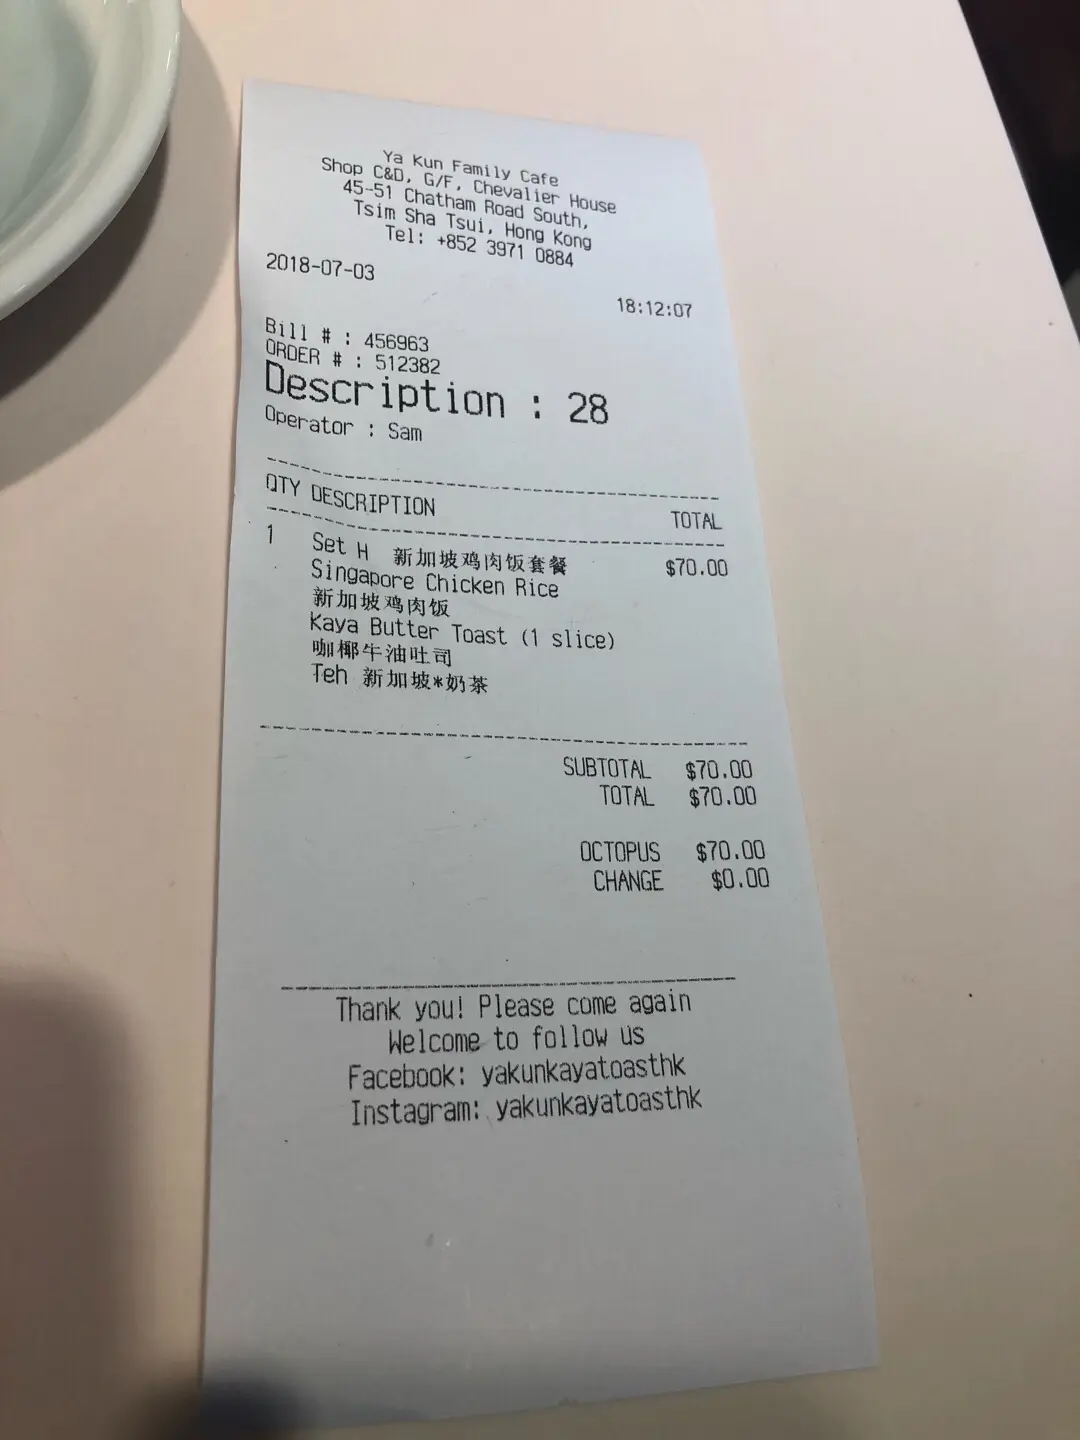 Ya Kun Family Cafe
Shop C&D, G/F, Chevalier House
45-51 Chatham Road South,
Tsim Sha Tsui, Hong Kong
Tel: +852 3971 0884
2018-07-03 18:12:07
Bill # : 456963
ORDER # : 512382
Description : 28
Operator : Sam
QTY DESCRIPTION TOTAL
1 Set H 新加坡鸡肉饭套餐 $70.00
Singapore Chicken Rice
新加坡鸡肉饭
Kaya Butter Toast (1 slice)
咖椰牛油吐司
Teh 新加坡*奶茶
SUBTOTAL $70.00
TOTAL $70.00
OCTOPUS $70.00
CHANGE $0.00
Thank you! Please come again
Welcome to follow us
Facebook: yakunkayatoasthk
Instagram: yakunkayatoasthk